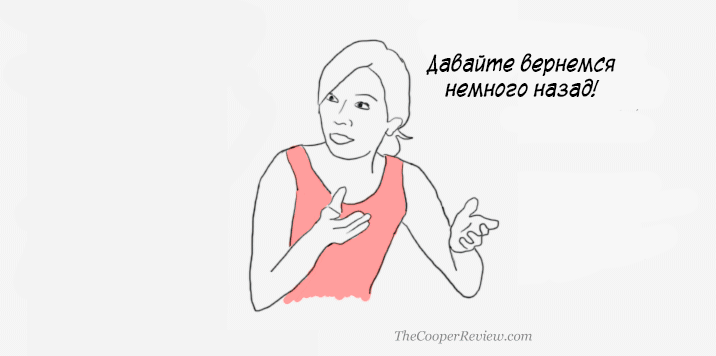 Давайте вернемся
немного назад!
TheCooperReview.com